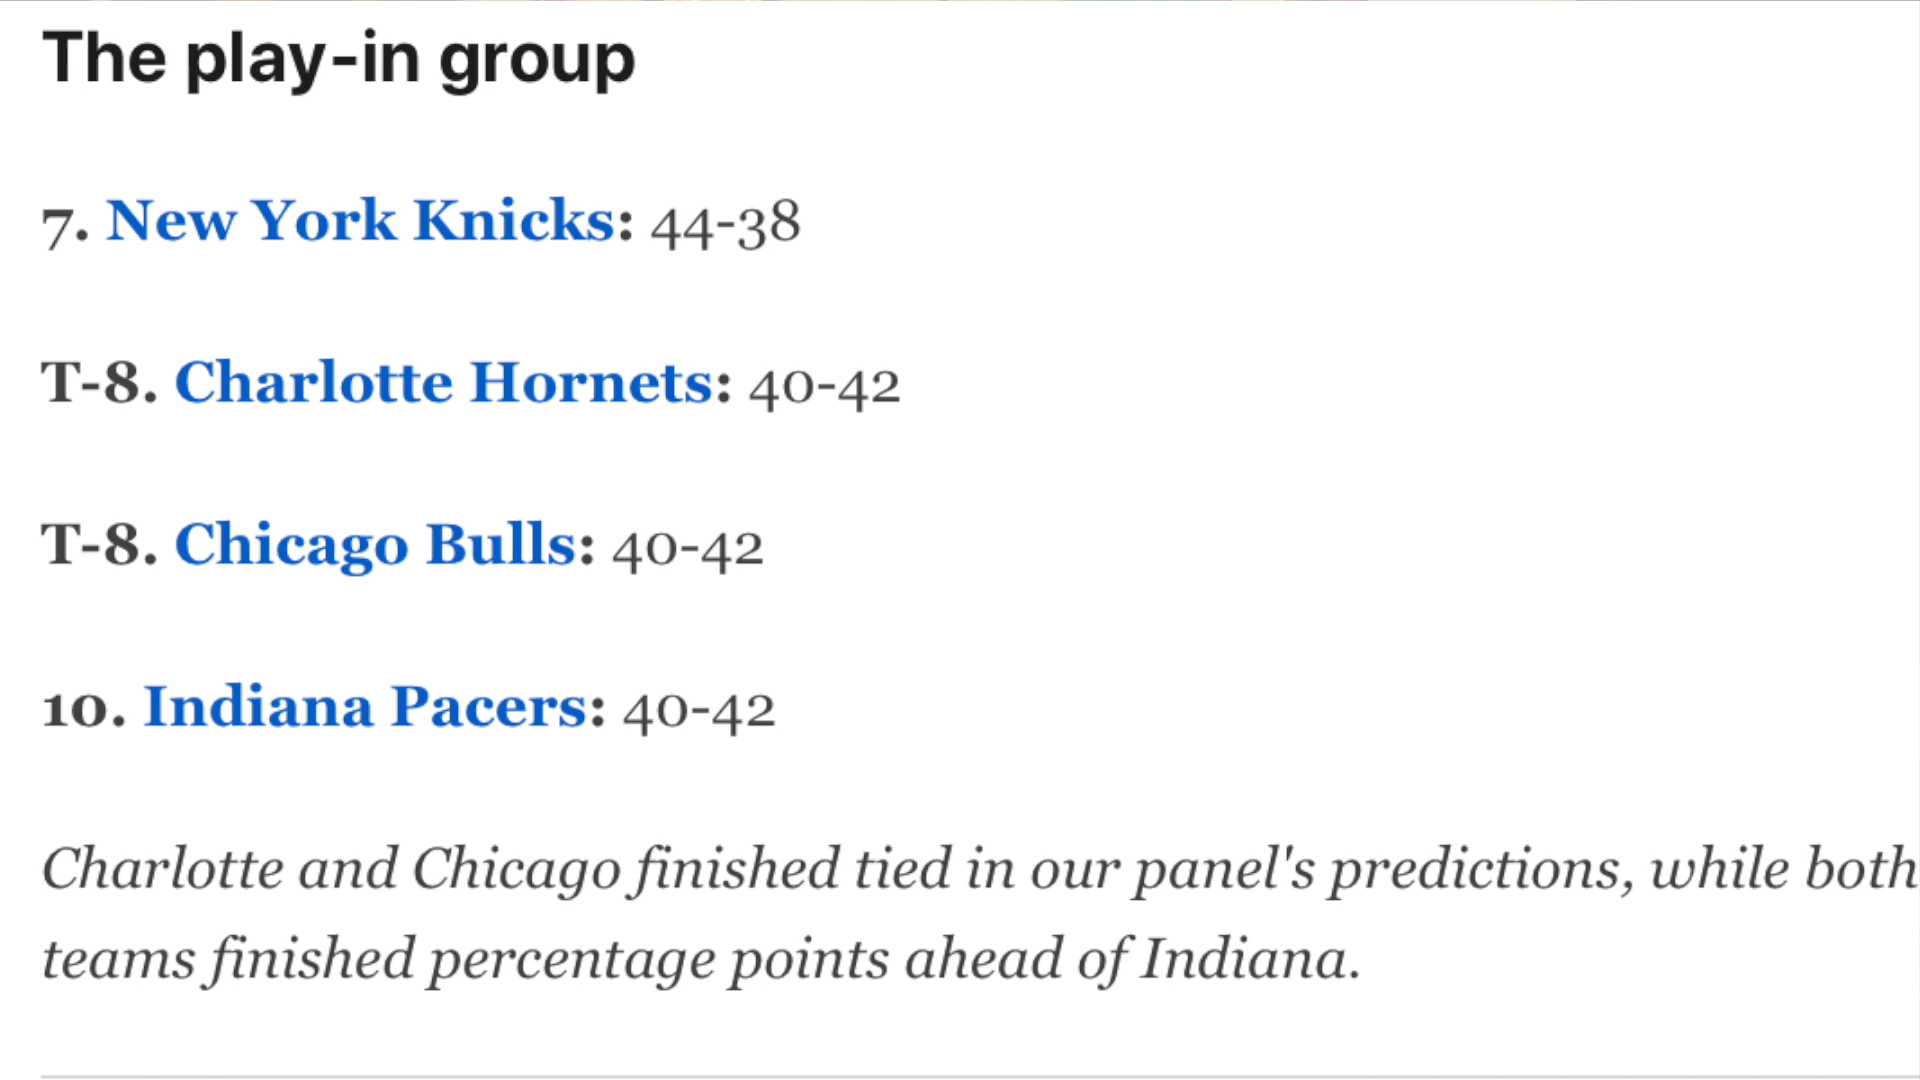 The play-in group
7. New York Knicks: 44-38
T-8. Charlotte Hornets: 40-42
T-8. Chicago Bulls: 40-42
10. Indiana Pacers: 40-42
Charlotte and Chicago finished tied in our panel's predictions, while both
teams finished percentage points ahead of Indiana.